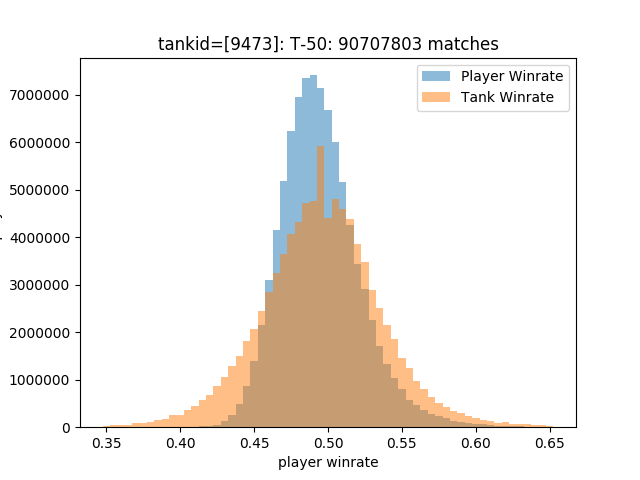 tankid=[9473]: T-50: 90707803 matches
Player Winrate
Tank Winrate
7000000
6000000
5000000
4000000
3000000
2000000
1000000
0
0.35 0.40 0.45 0.50 0.55 0.60 0.65
player winrate